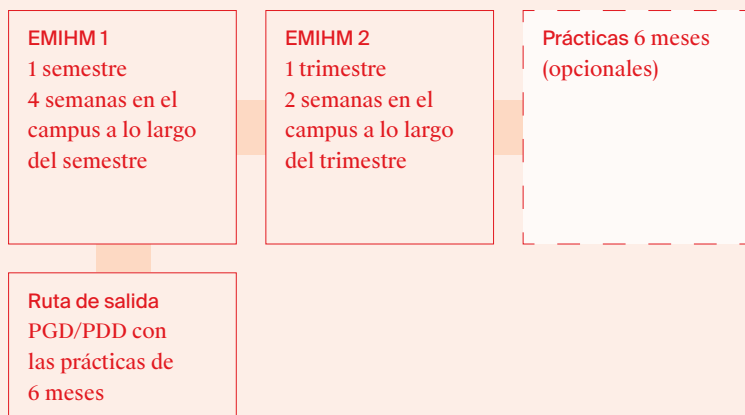 EMIHM 1
1 semestre
4 semanas en el
campus a lo largo
del semestre
EMIHM 2
1 trimestre
2 semanas en el
campus a lo largo
del trimestre
Prácticas 6 meses
(opcionales)
Ruta de salida
PGD/PDD con
las prácticas de
6 meses